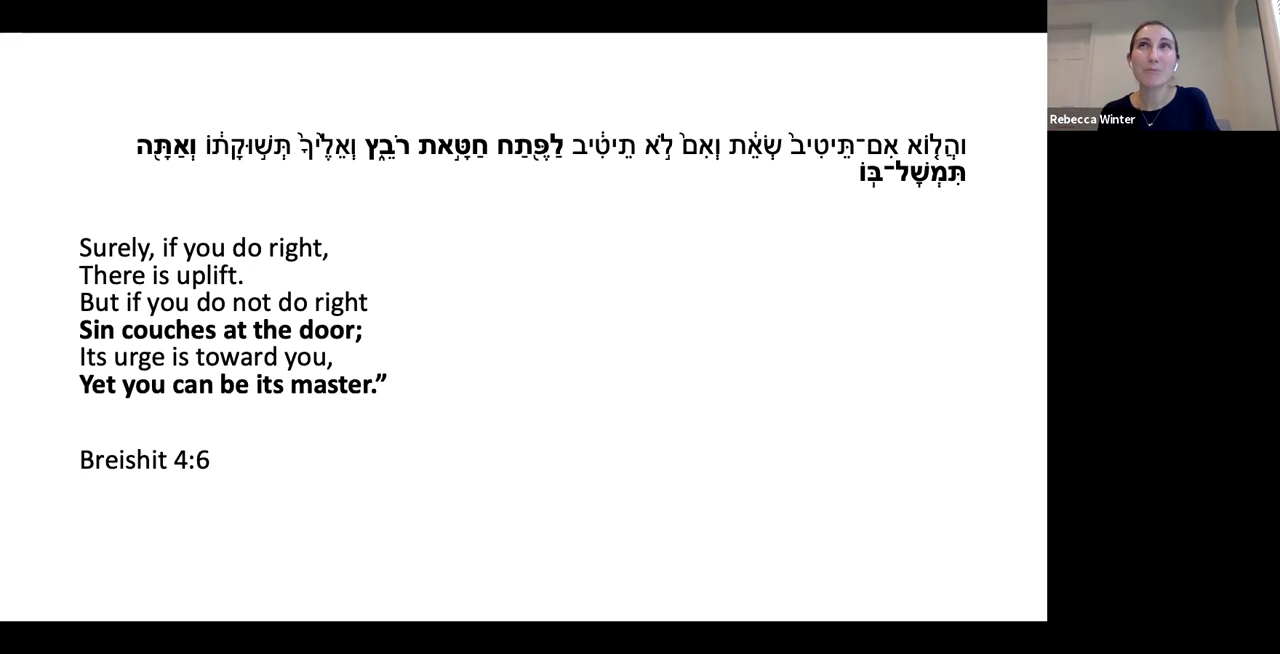 והֲל֤וֹא אִם־תֵּיטִיב֙ שְׂאֵ֔ת וְאִם֙ לֹ֣א תֵיטִ֔יב לַפֶּ֖תַח חַטָּ֣את רֹבֵ֑ץ וְאֵלֶ֙יךָ֙ תְּשׁ֣וּקָת֔וֹ וְאַתָּ֖ה
תִּמְשׇׁל־בּֽוֹ
Surely, if you do right,
There is uplift.
But if you do not do right
Sin couches at the door;
Its urge is toward you,
Yet you can be its master.”
Breishit 4:6
Rebecca Winter